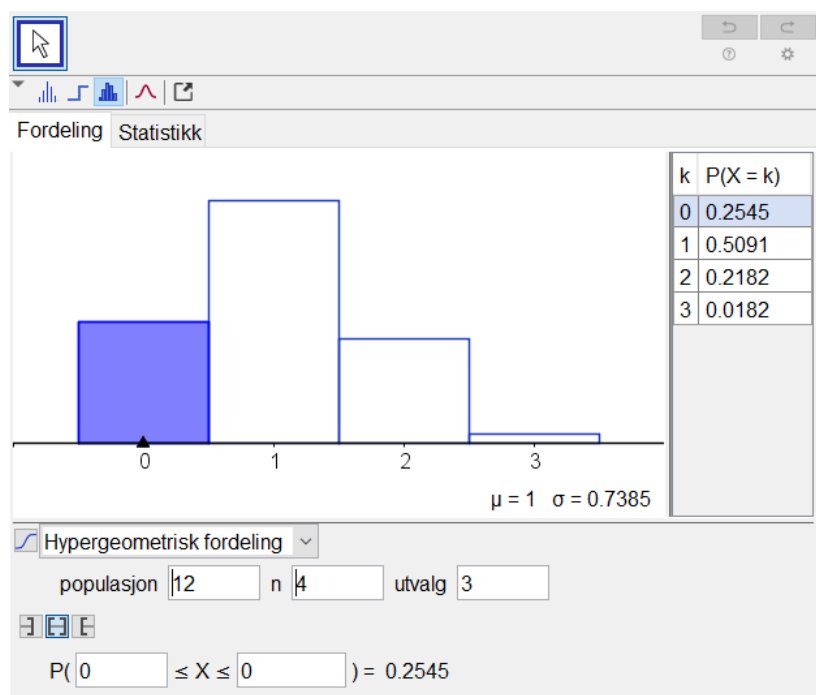 Fordeling Statistikk
k P(X = k)
0 0.2545
1 0.5091
2 0.2182
3 0.0182
0 1 2 3
μ = 1 σ = 0.7385
Hypergeometrisk fordeling
populasjon 12 n 4 utvalg 3
P( 0 ≤ X ≤ 0 ) = 0.2545